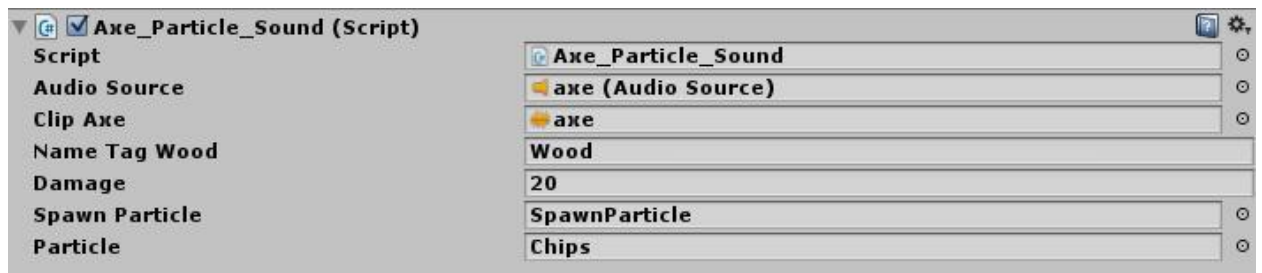 Axe_Particle_Sound (Script)
Script Axe_Particle_Sound
Audio Source axe (Audio Source)
Clip Axe axe
Name Tag Wood Wood
Damage 20
Spawn Particle SpawnParticle
Particle Chips